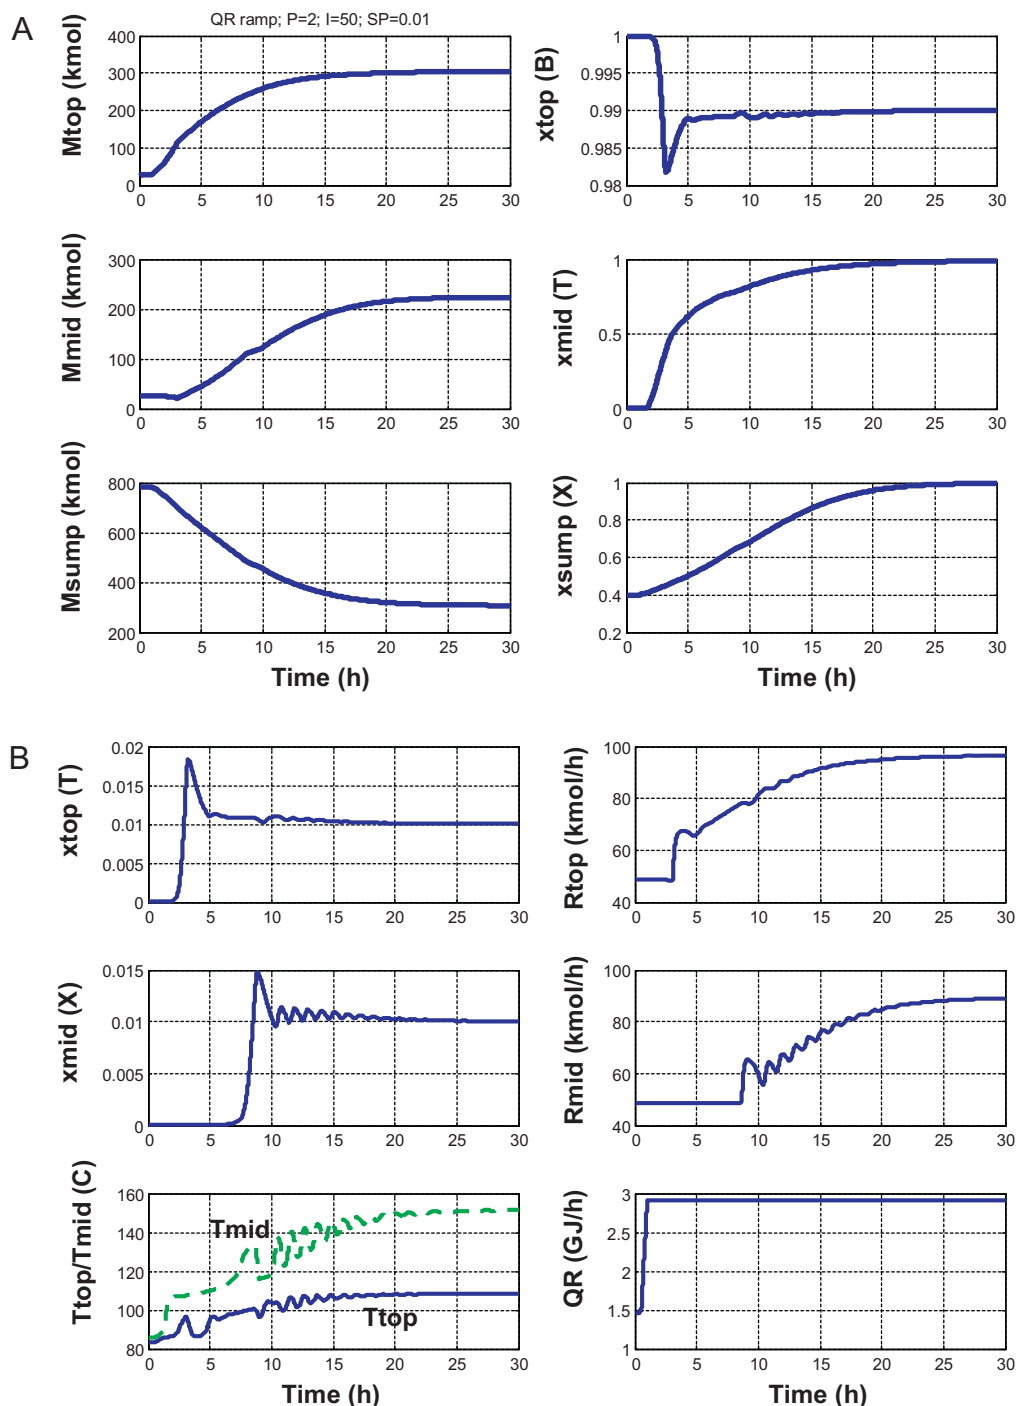 A
QR ramp; P=2; I=50; SP=0.01
Mtop (kmol)
400
300
200
100
0
0 5 10 15 20 25 30
xtop (B)
1
0.995
0.99
0.985
0.98
0 5 10 15 20 25 30
Mmid (kmol)
300
200
100
0
0 5 10 15 20 25 30
xmid (T)
1
0.5
0
0 5 10 15 20 25 30
Msump (kmol)
800
600
400
200
0 5 10 15 20 25 30
Time (h)
xsump (X)
1
0.8
0.6
0.4
0.2
0 5 10 15 20 25 30
Time (h)
B
xtop (T)
0.02
0.015
0.01
0.005
0
0 5 10 15 20 25 30
Rtop (kmol/h)
100
80
60
40
0 5 10 15 20 25 30
xmid (X)
0.015
0.01
0.005
0
0 5 10 15 20 25 30
Rmid (kmol/h)
100
80
60
40
0 5 10 15 20 25 30
Ttop/Tmid (C)
160
140
120
100
80
Tmid
Ttop
0 5 10 15 20 25 30
Time (h)
QR (GJ/h)
3
2.5
2
1.5
1
0 5 10 15 20 25 30
Time (h)